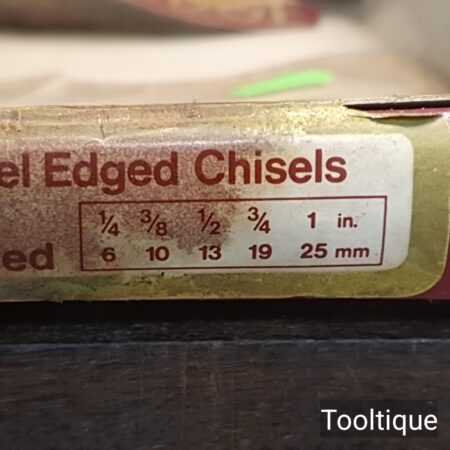 el Edged Chisels
1/4 3/8 1/2 3/4 1 in.
ed 6 10 13 19 25 mm
Tooltique